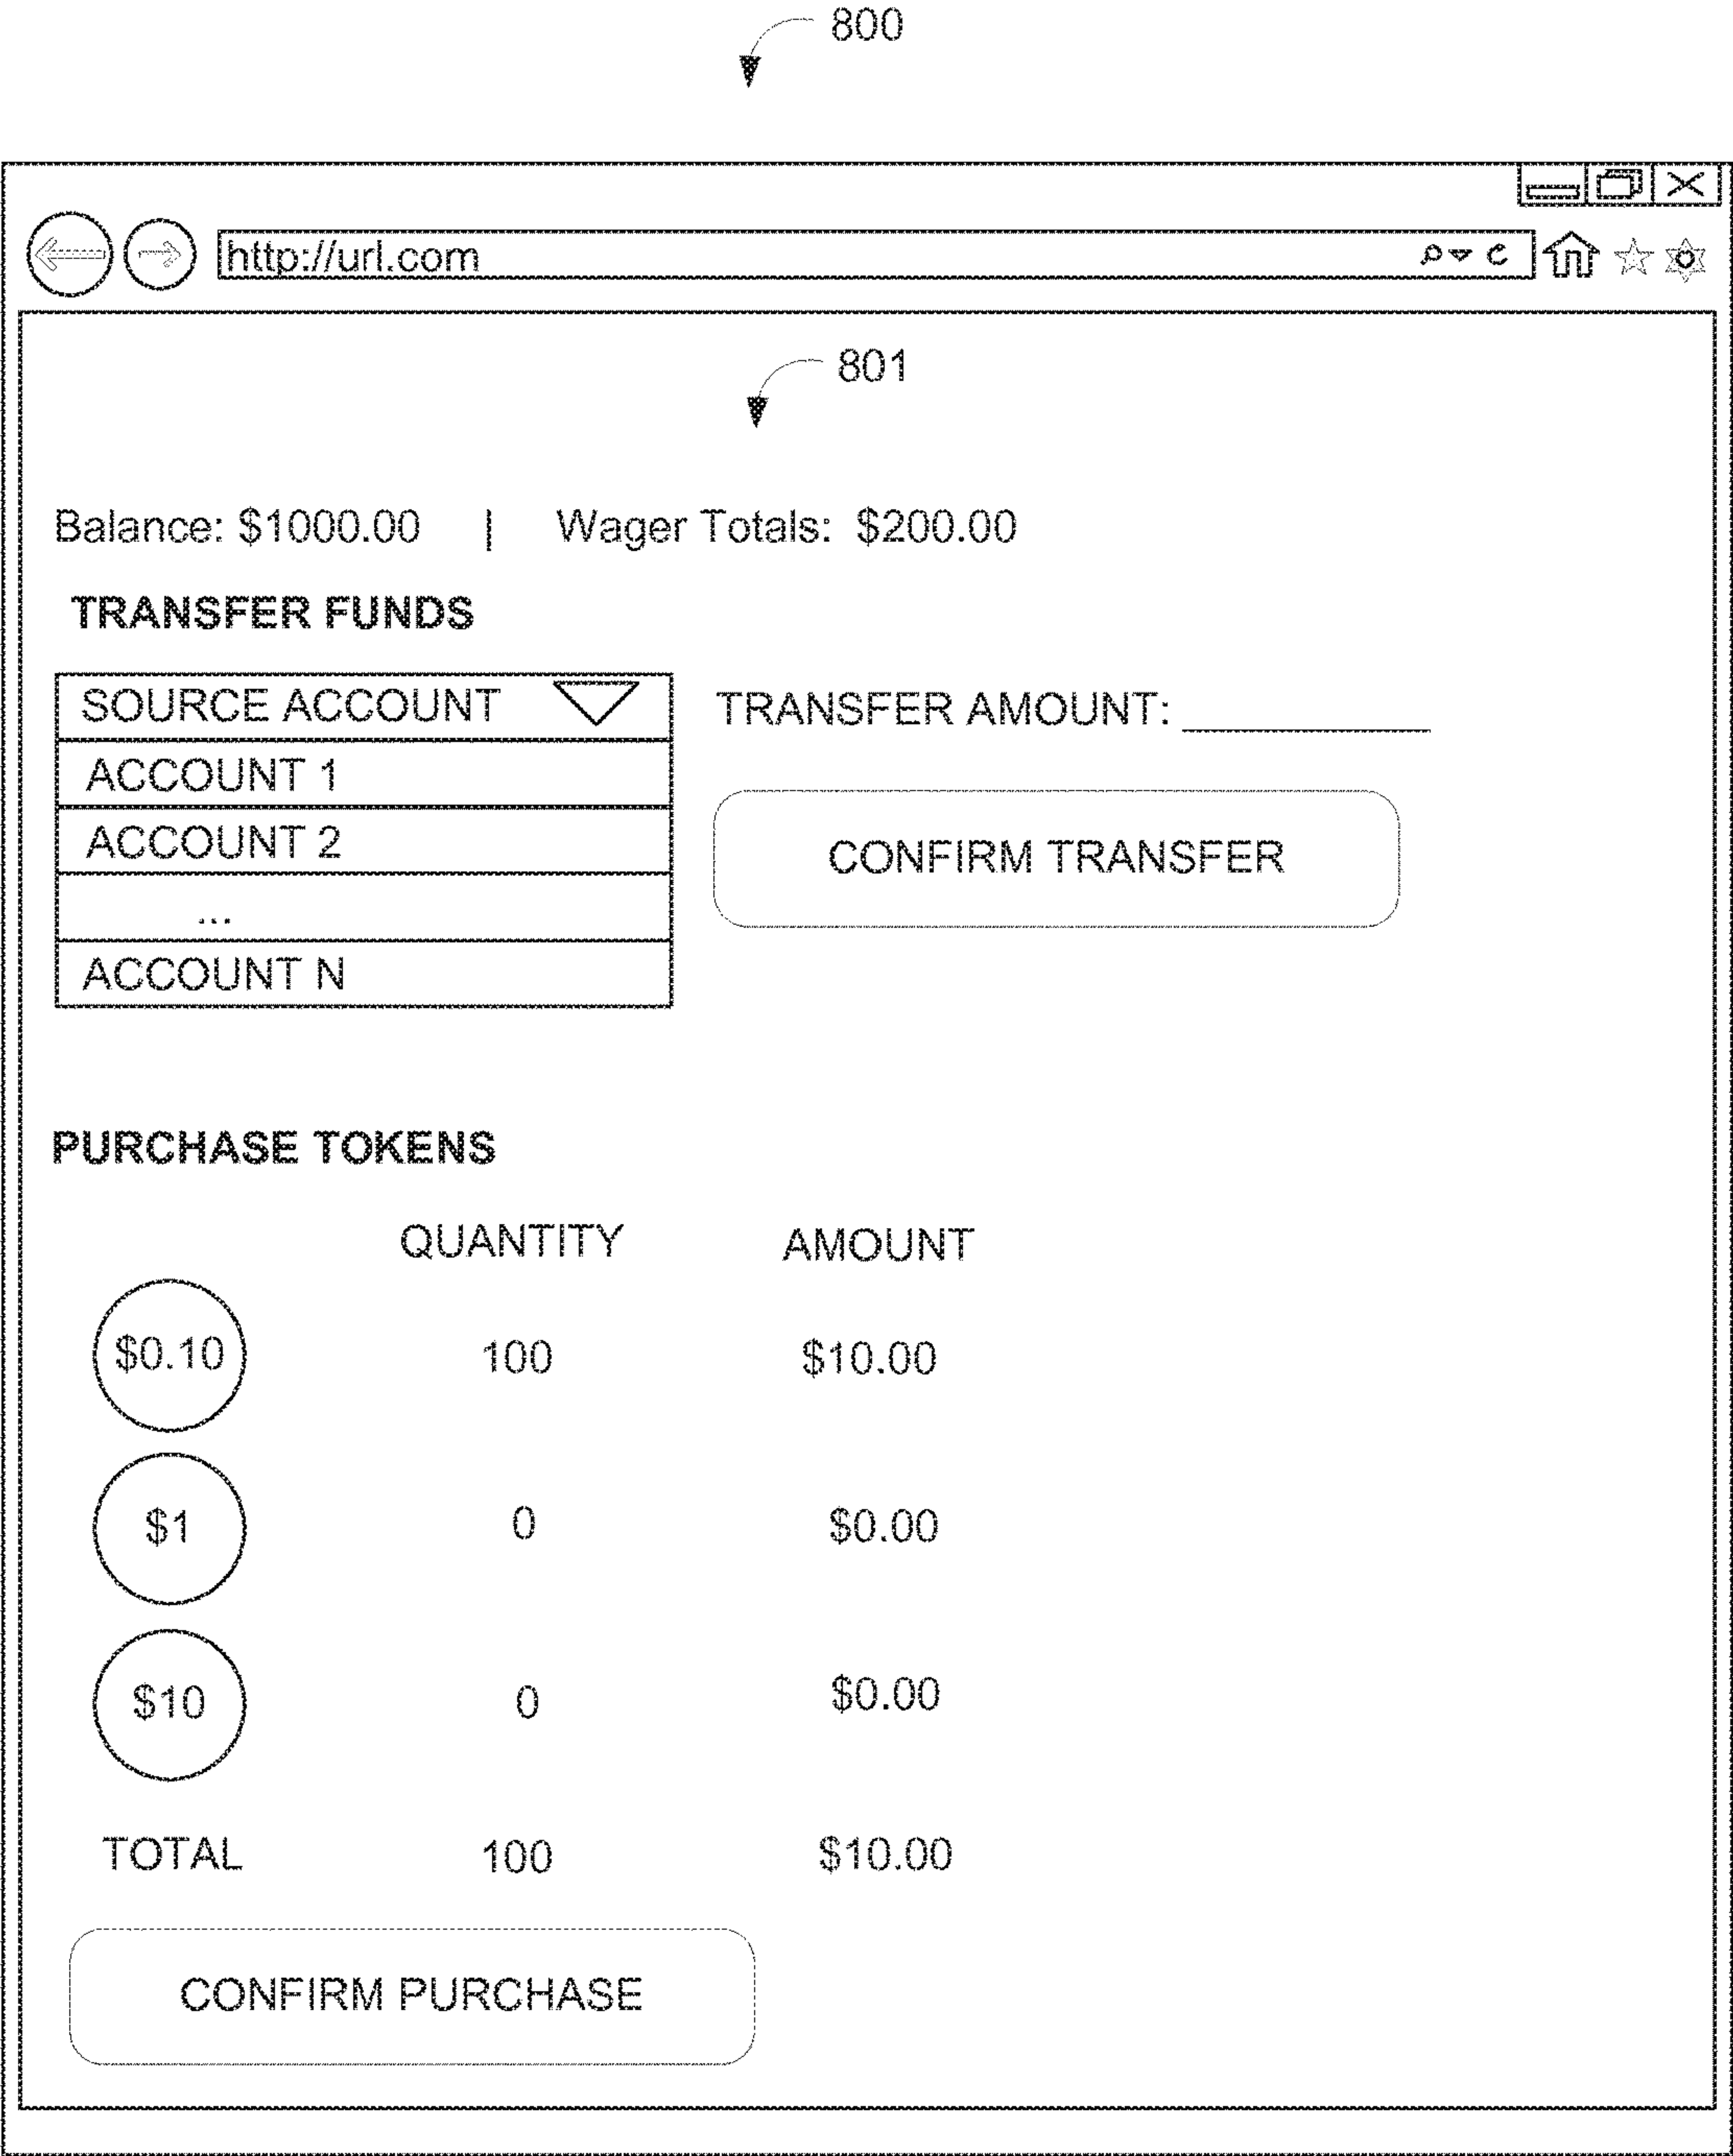 800
http://url.com
801
Balance: $1000.00 | Wager Totals: $200.00
TRANSFER FUNDS
SOURCE ACCOUNT
TRANSFER AMOUNT: __________
ACCOUNT 1
ACCOUNT 2
CONFIRM TRANSFER
...
ACCOUNT N
PURCHASE TOKENS
QUANTITY AMOUNT
$0.10 100 $10.00
$1 0 $0.00
$10 0 $0.00
TOTAL 100 $10.00
CONFIRM PURCHASE